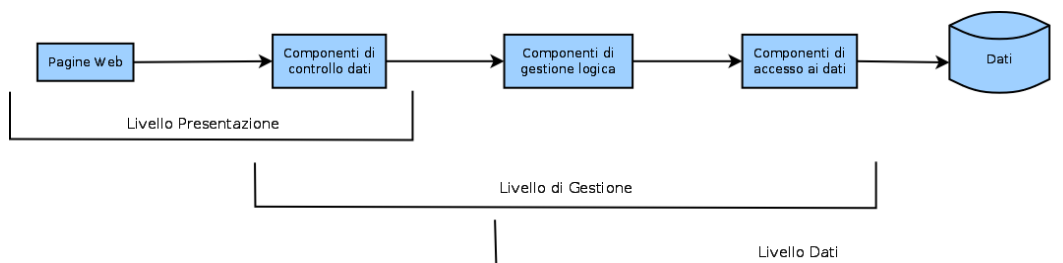 Pagine Web
Componenti di
controllo dati
Componenti di
gestione logica
Componenti di
accesso ai dati
Dati
Livello Presentazione
Livello di Gestione
Livello Dati